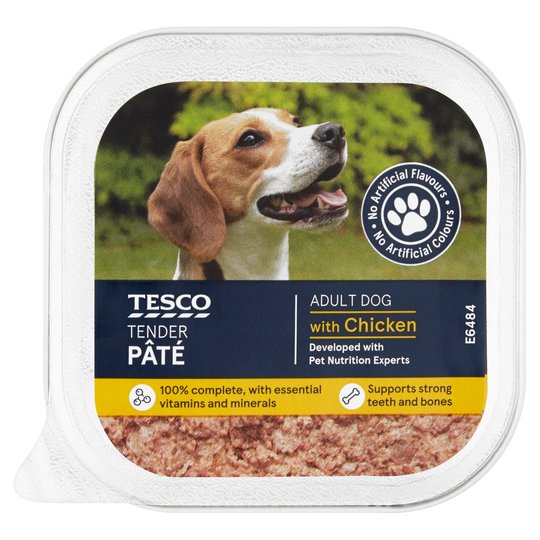 • No Artificial Flavours •
No Artificial Colours
TESCO
TENDER
PÂTÉ
ADULT DOG
with Chicken
Developed with
Pet Nutrition Experts
E6484
100% complete, with essential
vitamins and minerals
Supports strong
teeth and bones